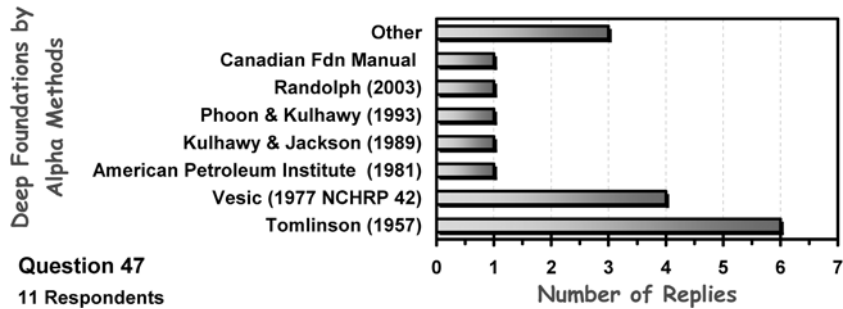 Deep Foundations by
Alpha Methods
Other
Canadian Fdn Manual
Randolph (2003)
Phoon & Kulhawy (1993)
Kulhawy & Jackson (1989)
American Petroleum Institute (1981)
Vesic (1977 NCHRP 42)
Tomlinson (1957)
0 1 2 3 4 5 6 7
Number of Replies
Question 47
11 Respondents